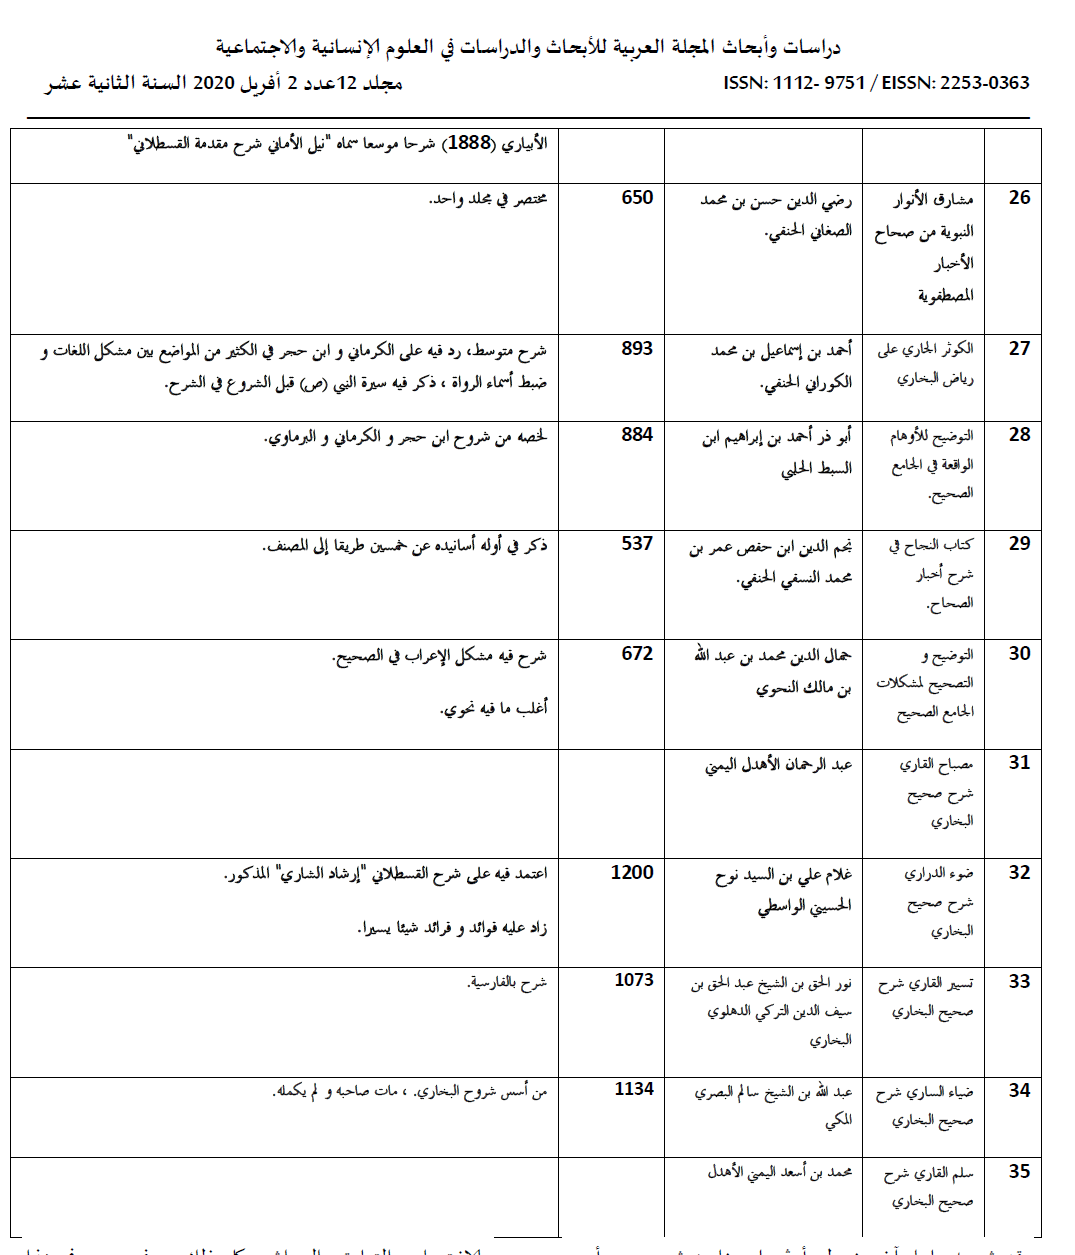 دراسات وأبحاث المجلة العربية للأبحاث والدراسات في العلوم الإنسانية والاجتماعية
ISSN: 1112- 9751 / EISSN: 2253-0363
مجلد 12عدد 2 أفريل 2020 السنة الثانية عشر
الأبياري (1888) شرحا موسعا سماه "نيل الأماني شرح مقدمة القسطلاني"
26
مشارق الأنوار
النبوية من صحاح
الأخبار
المصطفوية
رضي الدين حسن بن محمد
الصغاني الحنفي.
650
مختصر في مجلد واحد.
27
الكوثر الجاري على
رياض البخاري
أحمد بن إسماعيل بن محمد
الكوراني الحنفي.
893
شرح متوسط، رد فيه على الكرماني و ابن حجر في الكثير من المواضع بين مشكل اللغات و
ضبط أسماء الرواة ، ذكر فيه سيرة النبي (ص) قبل الشروع في الشرح.
28
التوضيح للأوهام
الواقعة في الجامع
الصحيح.
أبو ذر أحمد بن إبراهيم ابن
السبط الحلبي
884
لخصه من شروح ابن حجر و الكرماني و البرماوي.
29
كتاب النجاح في
شرح أخبار
الصحاح.
نجم الدين ابن حفص عمر بن
محمد النسفي الحنفي.
537
ذكر في أوله أسانيده عن خمسين طريقا إلى المصنف.
30
التوضيح و
التصحيح لمشكلات
الجامع الصحيح
جمال الدين محمد بن عبد الله
بن مالك النحوي
672
شرح فيه مشكل الإعراب في الصحيح.
أغلب ما فيه نحوي.
31
مصباح القاري
شرح صحيح
البخاري
عبد الرحمان الأهدل اليمني
32
ضوء الدراري
شرح صحيح
البخاري
غلام علي بن السيد نوح
الحسيني الواسطي
1200
اعتمد فيه على شرح القسطلاني "إرشاد الشاري" المذكور.
زاد عليه فوائد و فرائد شيئا يسيرا.
33
تسيير القاري شرح
صحيح البخاري
نور الحق بن الشيخ عبد الحق بن
سيف الدين التركي الدهلوي
البخاري
1073
شرح بالفارسية.
34
ضياء الساري شرح
صحيح البخاري
عبد الله بن الشيخ سالم البصري
المكي
1134
من أسس شروح البخاري. ، مات صاحبه و لم يكمله.
35
سلم القاري شرح
صحيح البخاري
محمد بن أسعد اليمني الأهدل